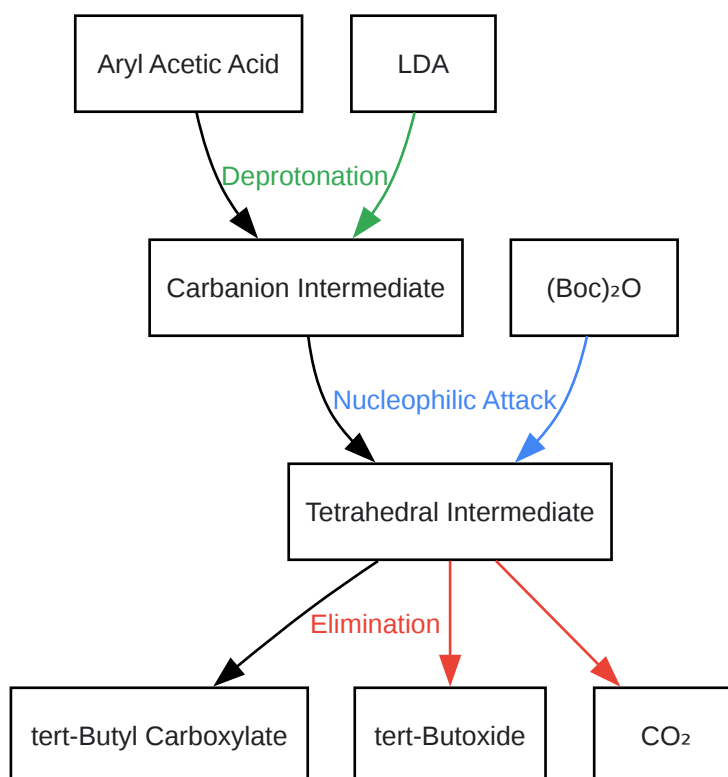 Aryl Acetic Acid
LDA
Deprotonation
Carbanion Intermediate
(Boc)₂O
Nucleophilic Attack
Tetrahedral Intermediate
Elimination
tert-Butyl Carboxylate
tert-Butoxide
CO₂